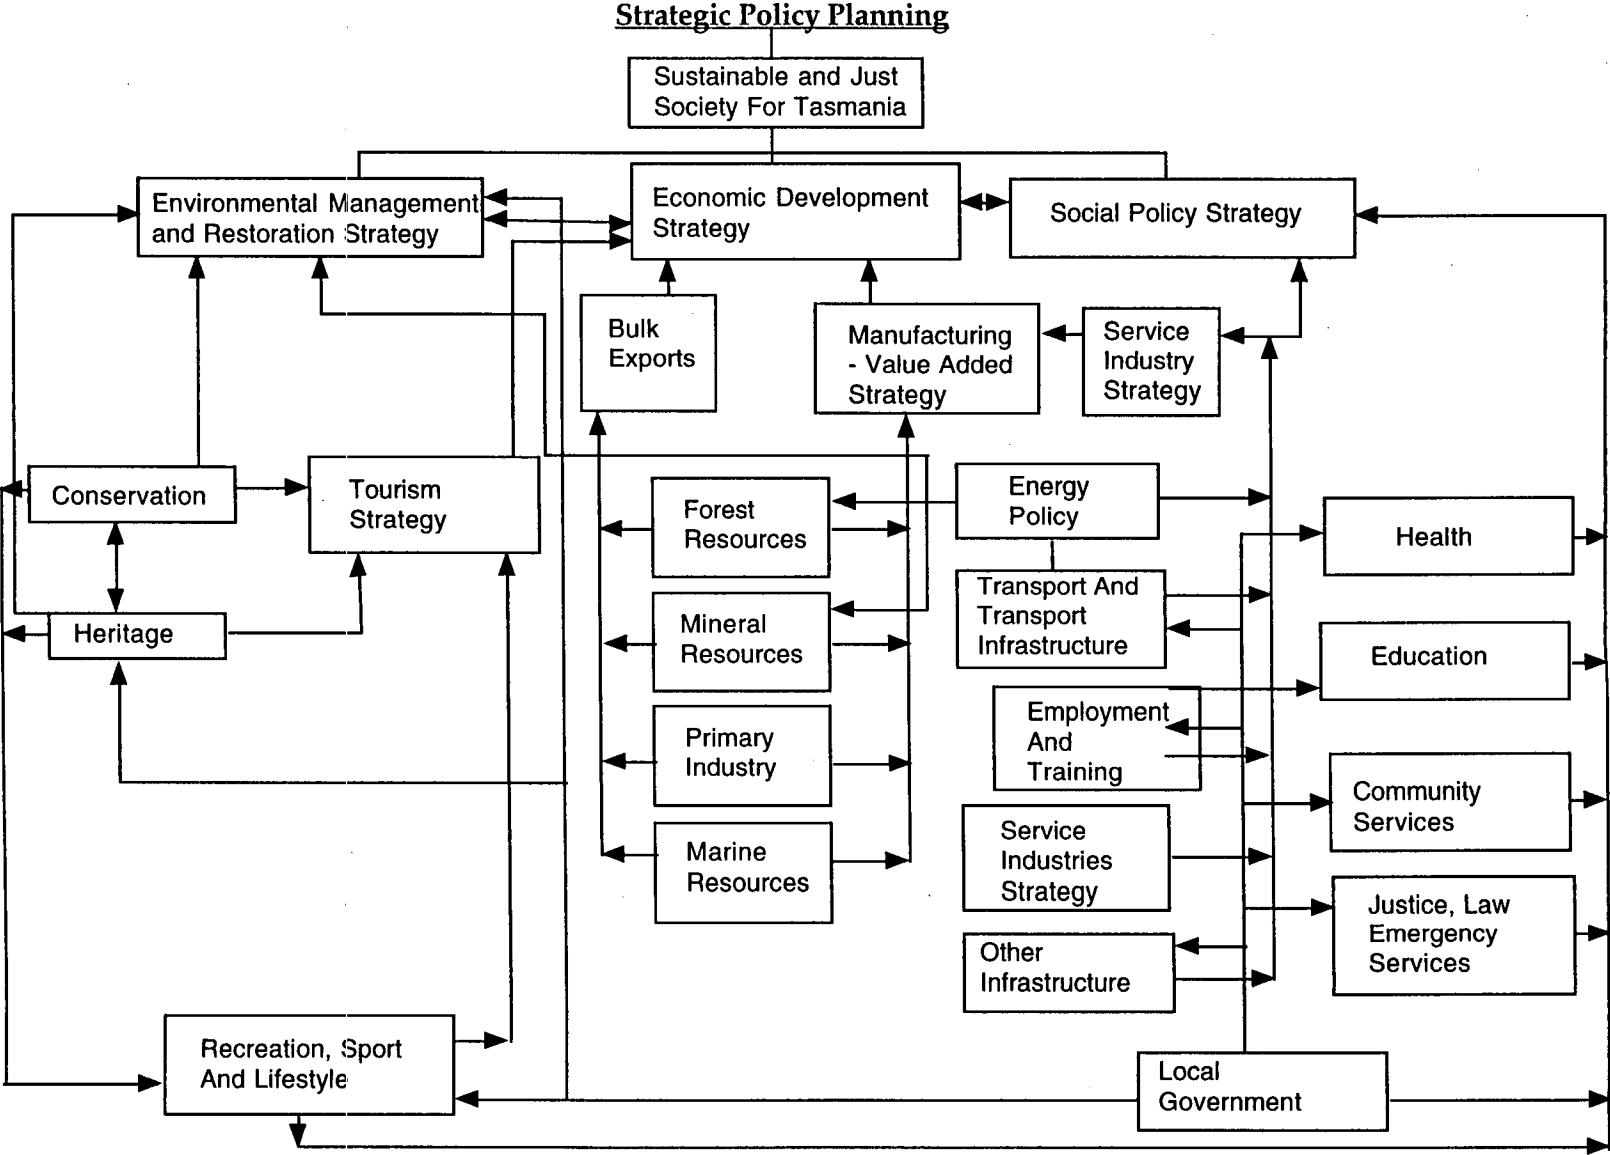 Strategic Policy Planning
Sustainable and Just
Society For Tasmania
Environmental Management
and Restoration Strategy
Economic Development
Strategy
Social Policy Strategy
Bulk
Exports
Manufacturing
- Value Added
Strategy
Service
Industry
Strategy
Conservation
Tourism
Strategy
Heritage
Forest
Resources
Mineral
Resources
Primary
Industry
Marine
Resources
Energy
Policy
Transport And
Transport
Infrastructure
Employment
And
Training
Service
Industries
Strategy
Other
Infrastructure
Health
Education
Community
Services
Justice, Law
Emergency
Services
Recreation, Sport
And Lifestyle
Local
Government